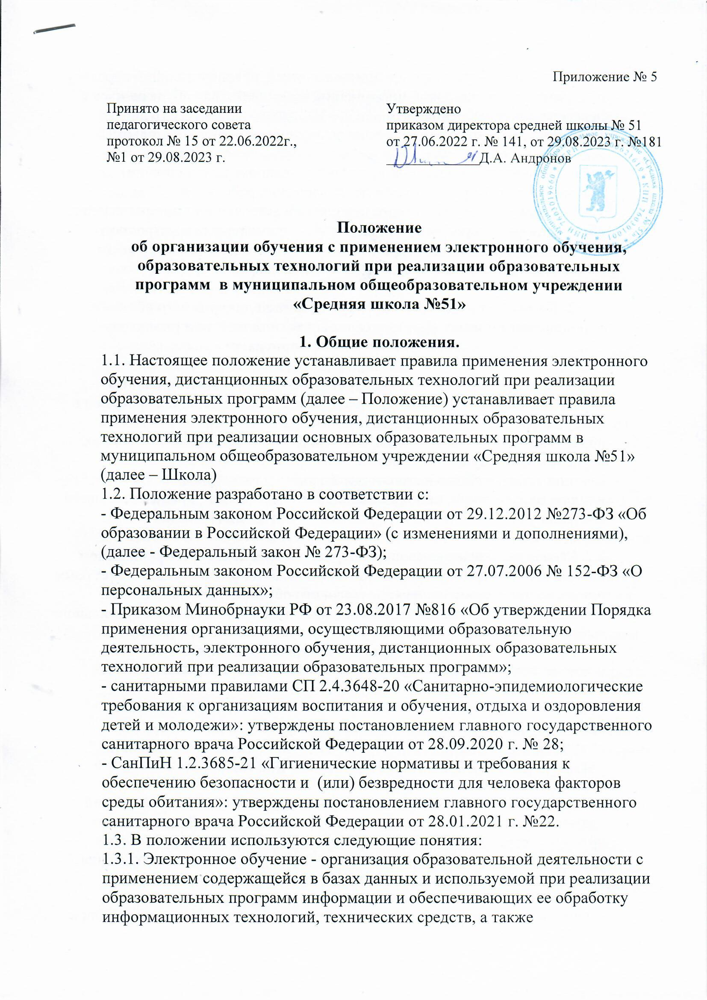 Приложение № 5
Принято на заседании
педагогического совета
протокол № 15 от 22.06.2022г.,
№1 от 29.08.2023 г.
Утверждено
приказом директора средней школы № 51
от 27.06.2022 г. № 141, от 29.08.2023 г. №181
Д.А. Андронов
Положение
об организации обучения с применением электронного обучения,
образовательных технологий при реализации образовательных
программ  в муниципальном общеобразовательном учреждении
«Средняя школа №51»
1. Общие положения.
1.1. Настоящее положение устанавливает правила применения электронного
обучения, дистанционных образовательных технологий при реализации
образовательных программ (далее – Положение) устанавливает правила
применения электронного обучения, дистанционных образовательных
технологий при реализации основных образовательных программ в
муниципальном общеобразовательном учреждении «Средняя школа №51»
(далее – Школа)
1.2. Положение разработано в соответствии с:
- Федеральным законом Российской Федерации от 29.12.2012 №273-ФЗ «Об
образовании в Российской Федерации» (с изменениями и дополнениями),
(далее - Федеральный закон № 273-ФЗ);
- Федеральным законом Российской Федерации от 27.07.2006 № 152-ФЗ «О
персональных данных»;
- Приказом Минобрнауки РФ от 23.08.2017 №816 «Об утверждении Порядка
применения организациями, осуществляющими образовательную
деятельность, электронного обучения, дистанционных образовательных
технологий при реализации образовательных программ»;
- санитарными правилами СП 2.4.3648-20 «Санитарно-эпидемиологические
требования к организациям воспитания и обучения, отдыха и оздоровления
детей и молодежи»: утверждены постановлением главного государственного
санитарного врача Российской Федерации от 28.09.2020 г. № 28;
- СанПиН 1.2.3685-21 «Гигиенические нормативы и требования к
обеспечению безопасности и  (или) безвредности для человека факторов
среды обитания»: утверждены постановлением главного государственного
санитарного врача Российской Федерации от 28.01.2021 г. №22.
1.3. В положении используются следующие понятия:
1.3.1. Электронное обучение - организация образовательной деятельности с
применением содержащейся в базах данных и используемой при реализации
образовательных программ информации и обеспечивающих ее обработку
информационных технологий, технических средств, а также